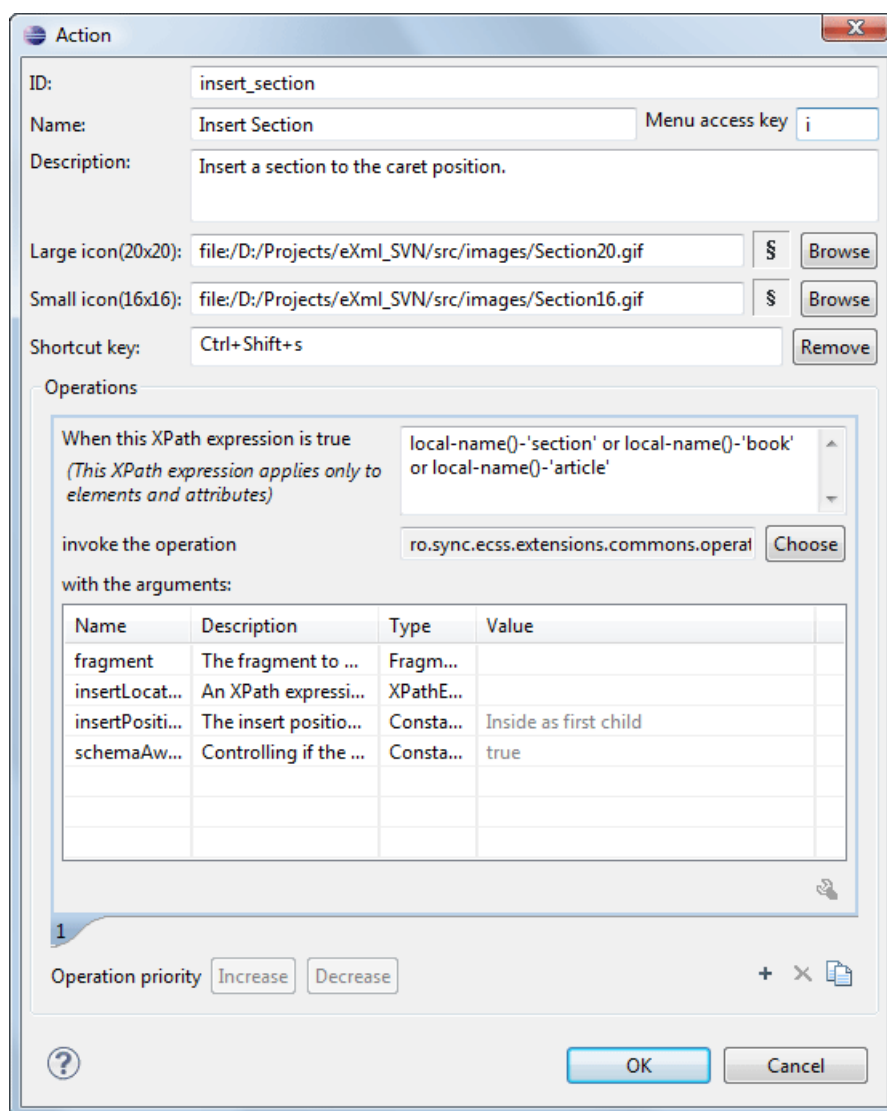 Action
ID: insert_section
Name: Insert Section Menu access key i
Description: Insert a section to the caret position.
Large icon(20x20): file:/D:/Projects/eXml_SVN/src/images/Section20.gif § Browse
Small icon(16x16): file:/D:/Projects/eXml_SVN/src/images/Section16.gif § Browse
Shortcut key: Ctrl+Shift+s Remove
Operations
When this XPath expression is true
(This XPath expression applies only to
elements and attributes)
local-name()-'section' or local-name()-'book'
or local-name()-'article'
invoke the operation ro.sync.ecss.extensions.commons.operat Choose
with the arguments:
Name Description Type Value
fragment The fragment to ... Fragm...
insertLocat... An XPath expressi... XPathE...
insertPositi... The insert positio... Consta... Inside as first child
schemaAw... Controlling if the ... Consta... true
1
Operation priority Increase Decrease
OK Cancel